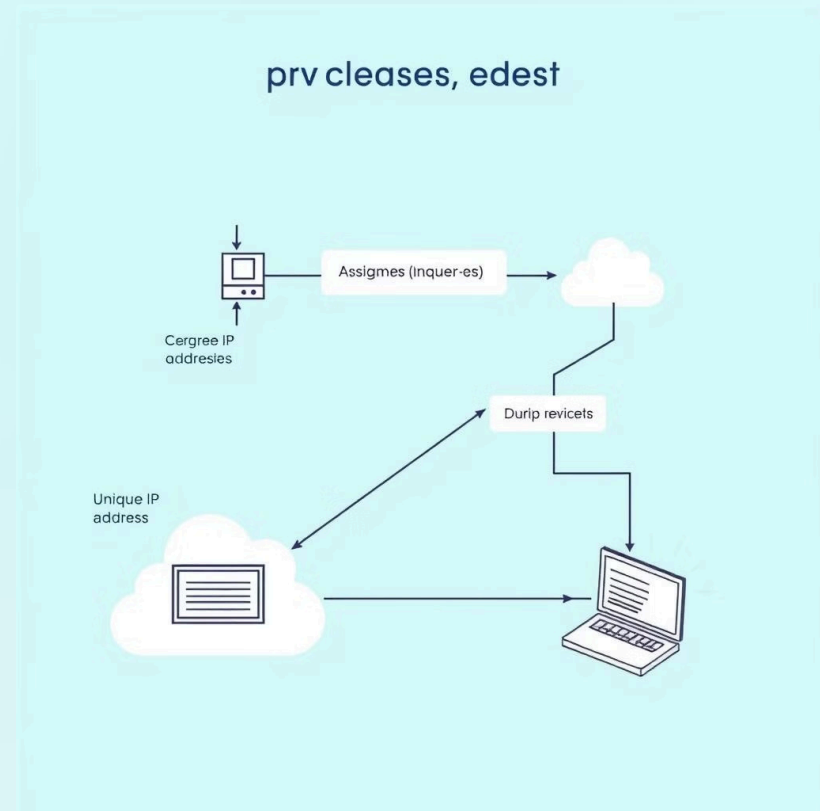 prv cleases, edest
Assigmes (Inquer-es)
Cergree IP
addresies
Durip revicets
Unique IP
address